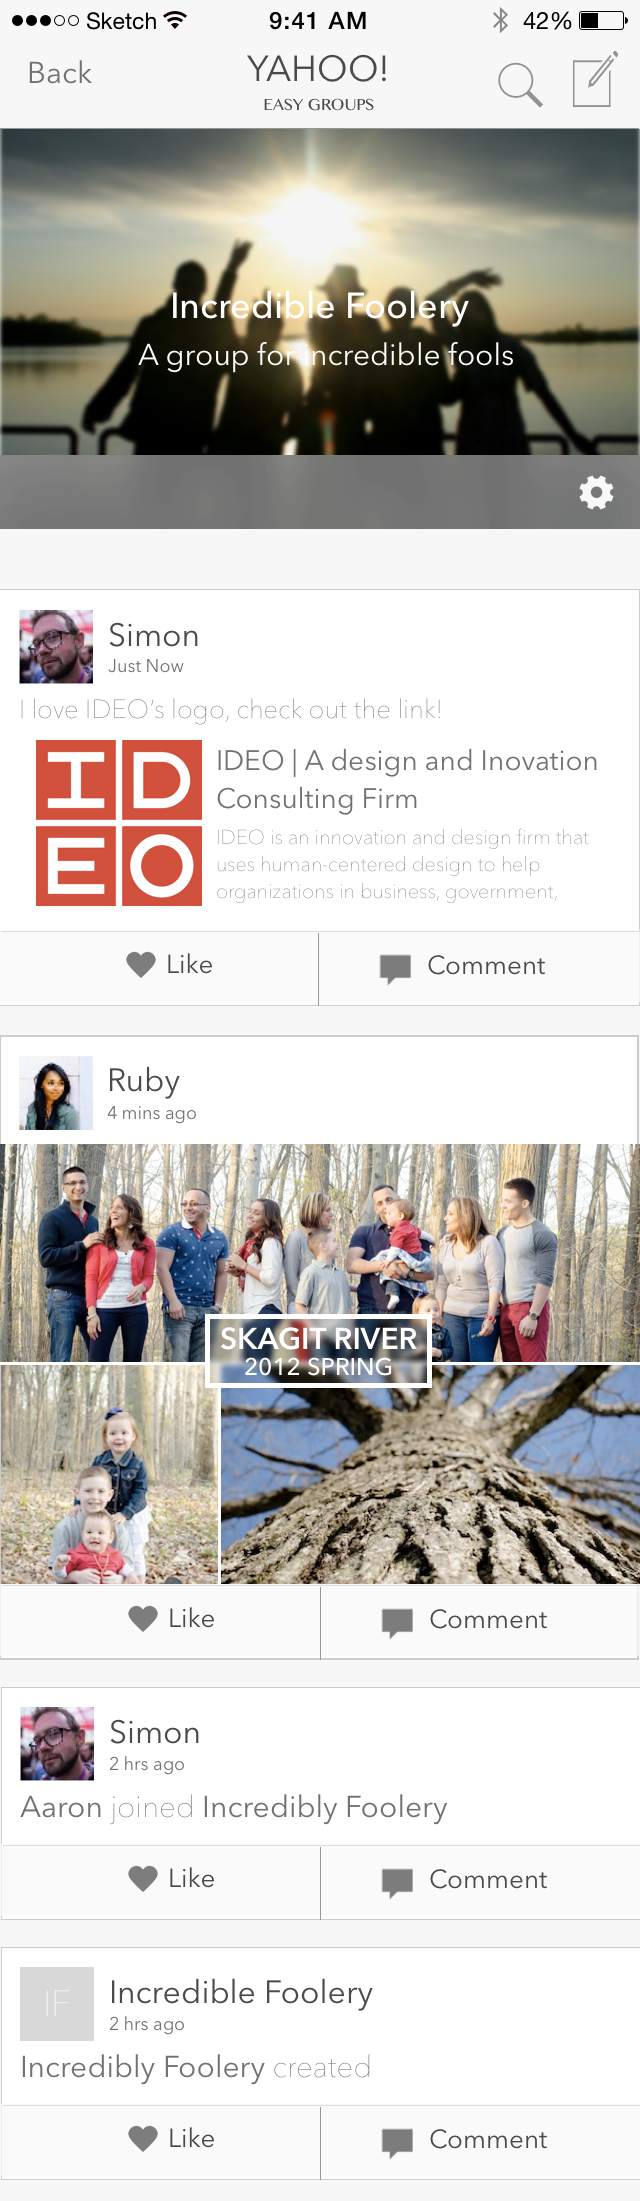 Sketch 9:41 AM 42%
Back
YAHOO!
EASY GROUPS
Incredible Foolery
A group for incredible fools
Simon
Just Now
I love IDEO's logo, check out the link!
ID
EO
IDEO | A design and Inovation
Consulting Firm
IDEO is an innovation and design firm that
uses human-centered design to help
organizations in business, government,
Like
Comment
Ruby
4 mins ago
SKAGIT RIVER
2012 SPRING
Like
Comment
Simon
2 hrs ago
Aaron joined Incredibly Foolery
Like
Comment
IF
Incredible Foolery
2 hrs ago
Incredibly Foolery created
Like
Comment